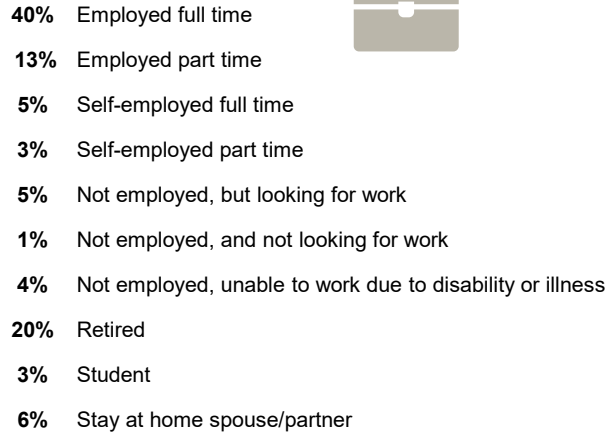 40% Employed full time
13% Employed part time
5% Self-employed full time
3% Self-employed part time
5% Not employed, but looking for work
1% Not employed, and not looking for work
4% Not employed, unable to work due to disability or illness
20% Retired
3% Student
6% Stay at home spouse/partner